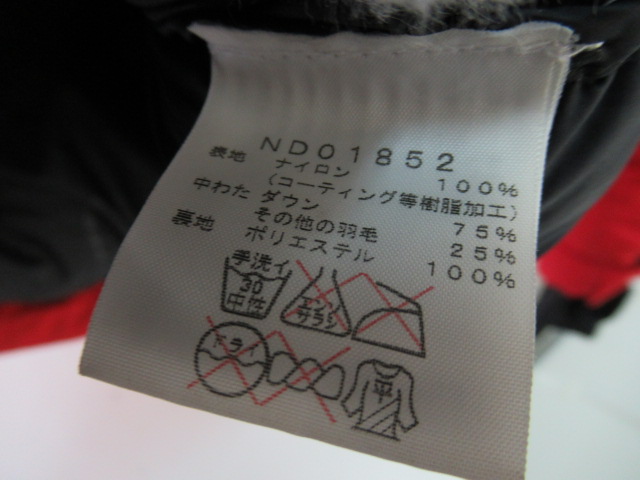 ND01852
表地 ナイロン 100%
(コーティング等樹脂加工)
中わた ダウン 75%
その他の羽毛 25%
裏地 ポリエステル 100%
手洗イ
30
中性
エンソサラシ
ドライ
平